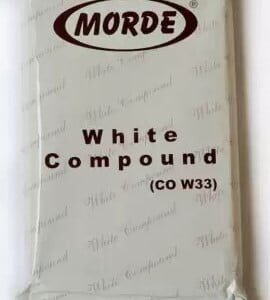 MORDE®
White
Compound
(CO W33)